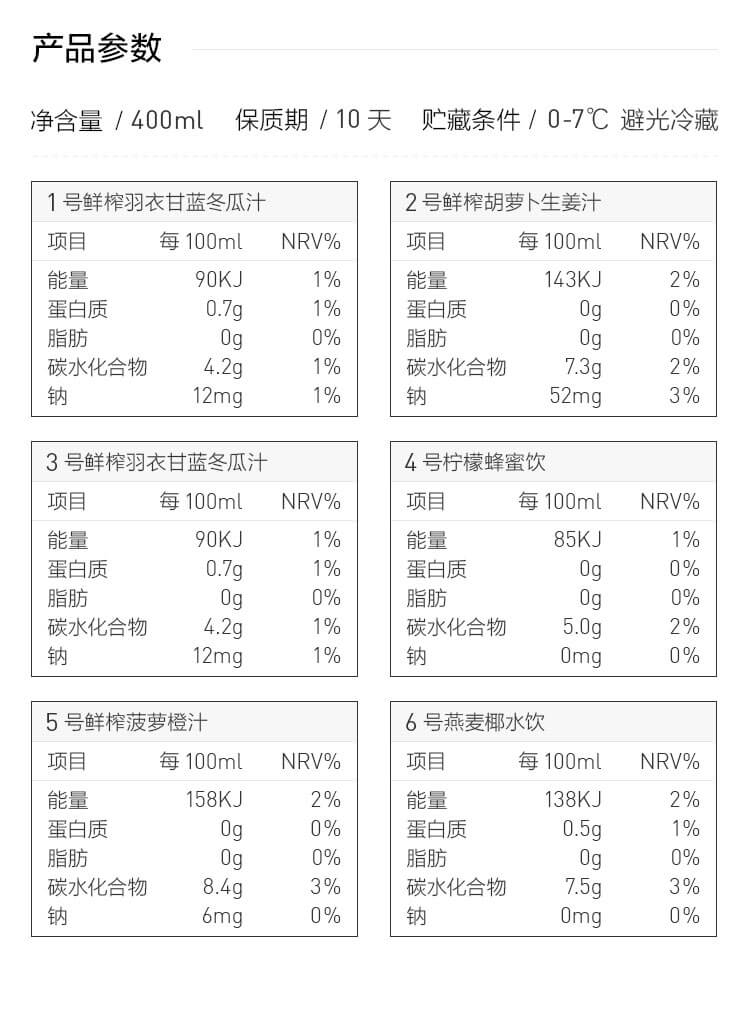 产品参数
净含量 / 400ml 保质期 / 10 天 贮藏条件 / 0-7℃ 避光冷藏
1 号鲜榨羽衣甘蓝冬瓜汁
项目 每 100ml NRV%
能量 90KJ 1%
蛋白质 0.7g 1%
脂肪 0g 0%
碳水化合物 4.2g 1%
钠 12mg 1%
2 号鲜榨胡萝卜生姜汁
项目 每 100ml NRV%
能量 143KJ 2%
蛋白质 0g 0%
脂肪 0g 0%
碳水化合物 7.3g 2%
钠 52mg 3%
3 号鲜榨羽衣甘蓝冬瓜汁
项目 每 100ml NRV%
能量 90KJ 1%
蛋白质 0.7g 1%
脂肪 0g 0%
碳水化合物 4.2g 1%
钠 12mg 1%
4 号柠檬蜂蜜饮
项目 每 100ml NRV%
能量 85KJ 1%
蛋白质 0g 0%
脂肪 0g 0%
碳水化合物 5.0g 2%
钠 0mg 0%
5 号鲜榨菠萝橙汁
项目 每 100ml NRV%
能量 158KJ 2%
蛋白质 0g 0%
脂肪 0g 0%
碳水化合物 8.4g 3%
钠 6mg 0%
6 号燕麦椰水饮
项目 每 100ml NRV%
能量 138KJ 2%
蛋白质 0.5g 1%
脂肪 0g 0%
碳水化合物 7.5g 3%
钠 0mg 0%